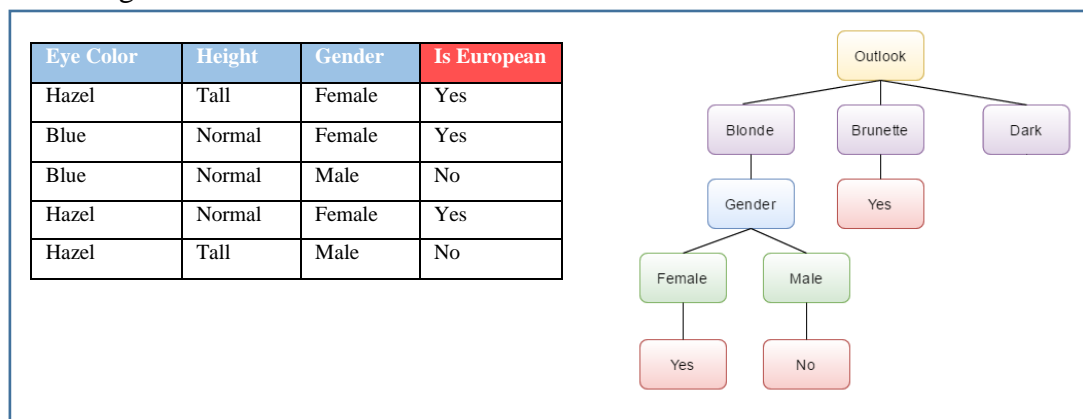 Eye Color Height Gender Is European
Hazel Tall Female Yes
Blue Normal Female Yes
Blue Normal Male No
Hazel Normal Female Yes
Hazel Tall Male No
Outlook
Blonde Brunette Dark
Gender Yes
Female Male
Yes No